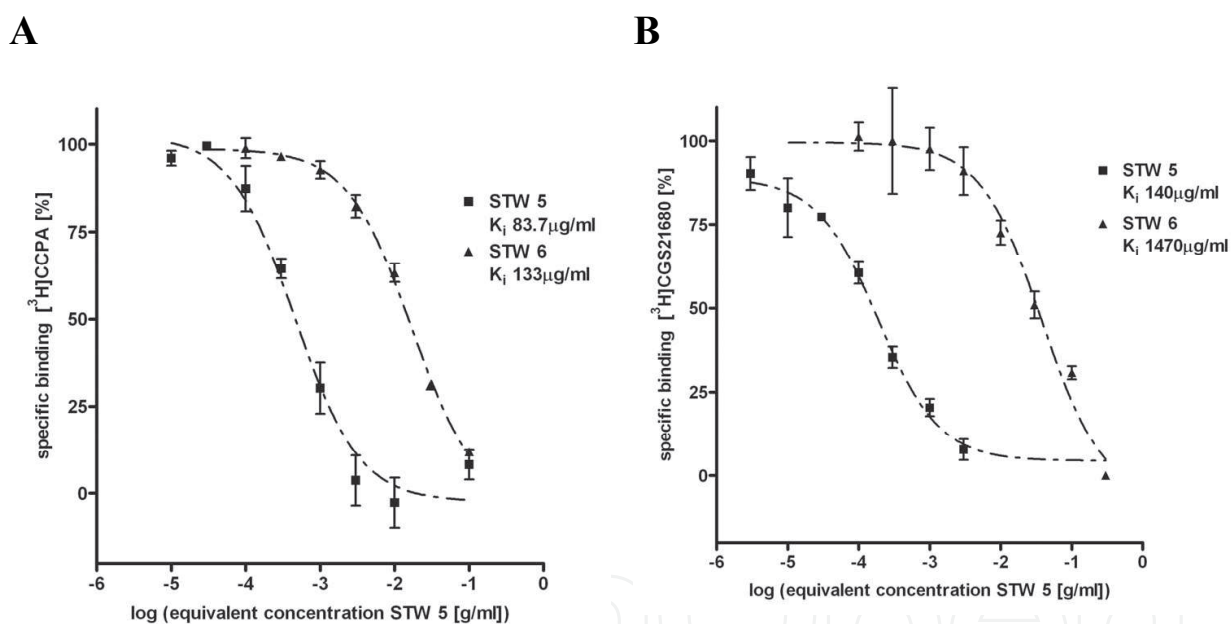 A
B
specific binding [³H]CCPA [%]
100
75
50
25
0
-6
-5
-4
-3
-2
-1
0
log (equivalent concentration STW 5 [g/ml])
STW 5
Ki 83.7µg/ml
STW 6
Ki 133µg/ml
specific binding [³H]CGS21680 [%]
100
75
50
25
0
-6
-5
-4
-3
-2
-1
0
log (equivalent concentration STW 5 [g/ml])
STW 5
Ki 140µg/ml
STW 6
Ki 1470µg/ml